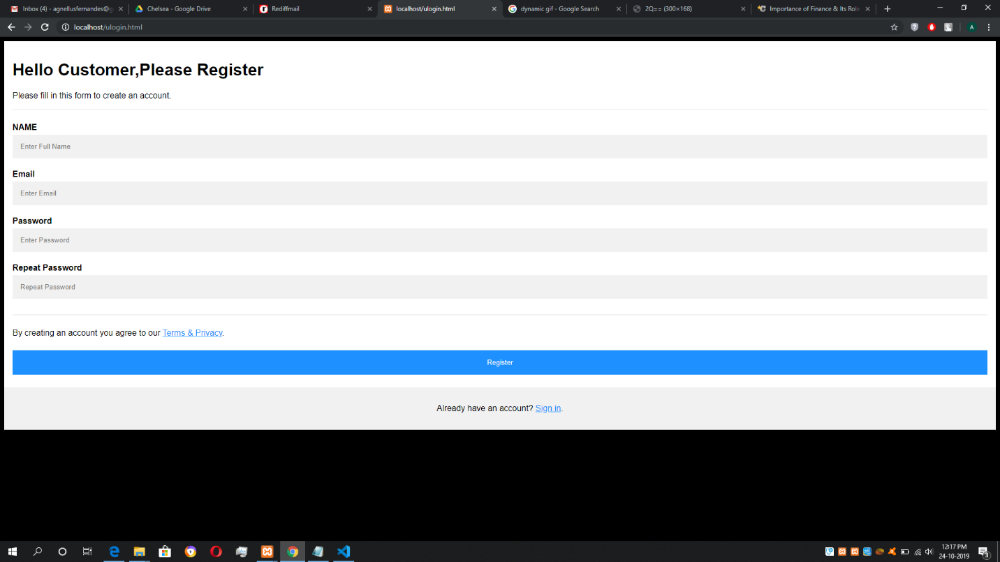 Inbox (4) - agnellusfernandes@g
Chelsea - Google Drive
Rediffmail
localhost/ulogin.html
dynamic gif - Google Search
2Q== (300×168)
Importance of Finance & Its Role
localhost/ulogin.html
A
Hello Customer,Please Register
Please fill in this form to create an account.
NAME
Enter Full Name
Email
Enter Email
Password
Enter Password
Repeat Password
Repeat Password
By creating an account you agree to our Terms & Privacy.
Register
Already have an account? Sign in.
12:17 PM
24-10-2019
3